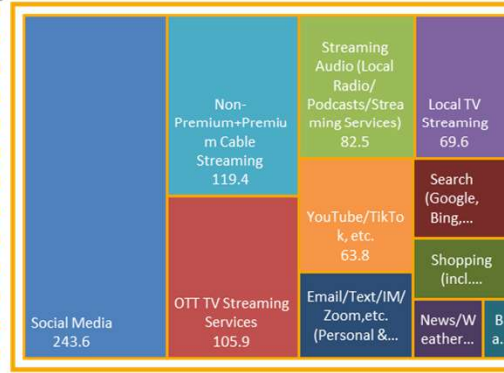 Social Media
243.6
Non-
Premium+Premiu
m Cable
Streaming
119.4
OTT TV Streaming
Services
105.9
Streaming
Audio (Local
Radio/
Podcasts/Strea
ming Services)
82.5
YouTube/TikTo
k, etc.
63.8
Email/Text/IM/
Zoom,etc.
(Personal &...
Local TV
Streaming
69.6
Search
(Google,
Bing,...
Shopping
(incl....
News/W
eather...
B
a.